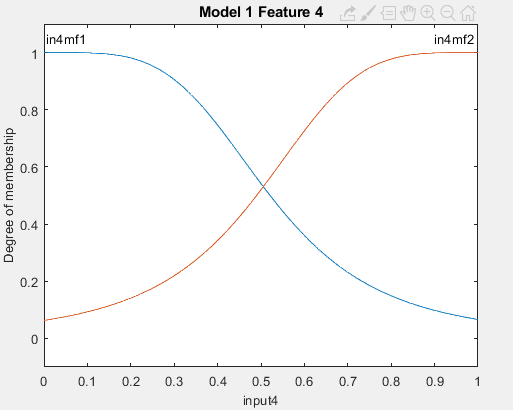 Model 1 Feature 4
in4mf1
in4mf2
1
0.8
0.6
0.4
0.2
0
Degree of membership
0 0.1 0.2 0.3 0.4 0.5 0.6 0.7 0.8 0.9 1
input4